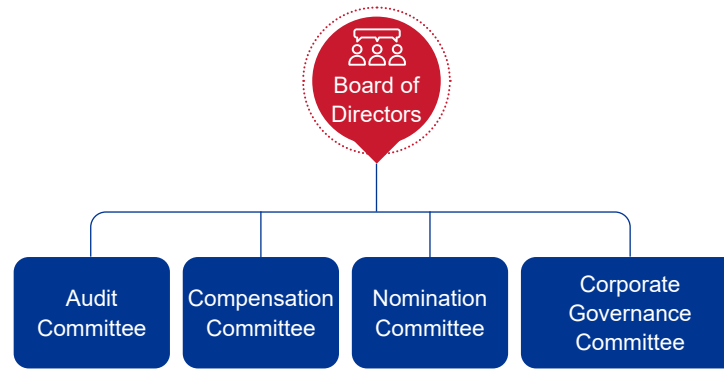 Board of
Directors
Audit
Committee
Compensation
Committee
Nomination
Committee
Corporate
Governance
Committee